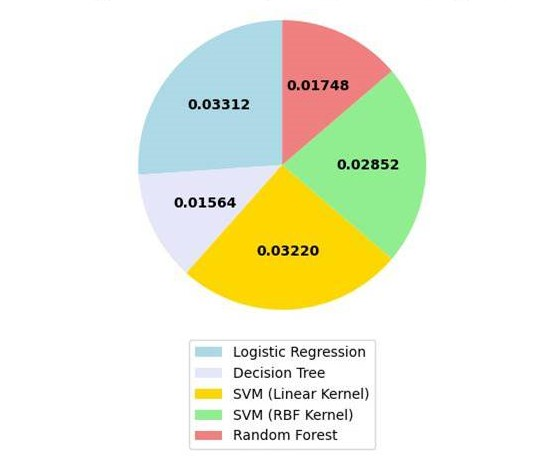 0.01748
0.03312
0.02852
0.01564
0.03220
Logistic Regression
Decision Tree
SVM (Linear Kernel)
SVM (RBF Kernel)
Random Forest